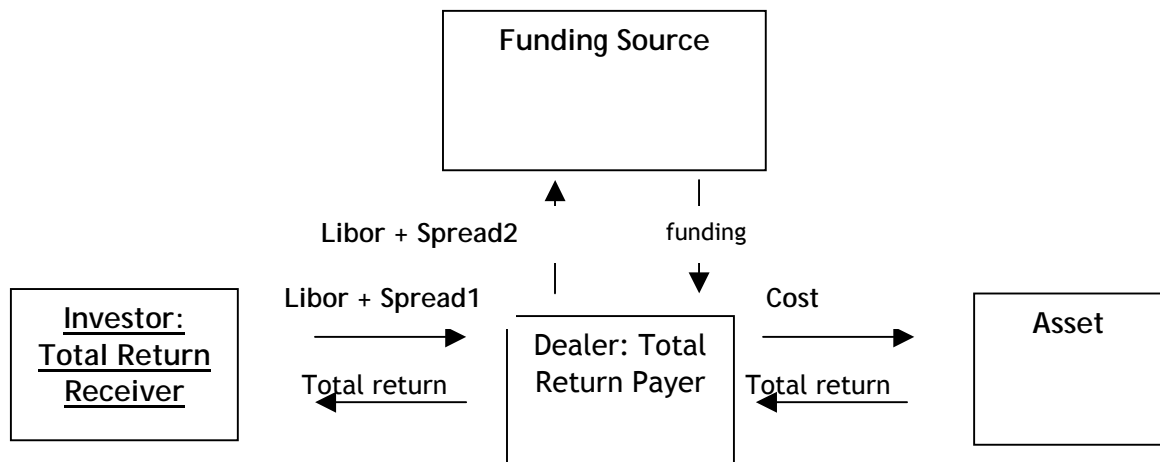 Funding Source
Libor + Spread2
funding
Libor + Spread1
Cost
Investor:
Total Return
Receiver
Dealer: Total
Return Payer
Asset
Total return
Total return